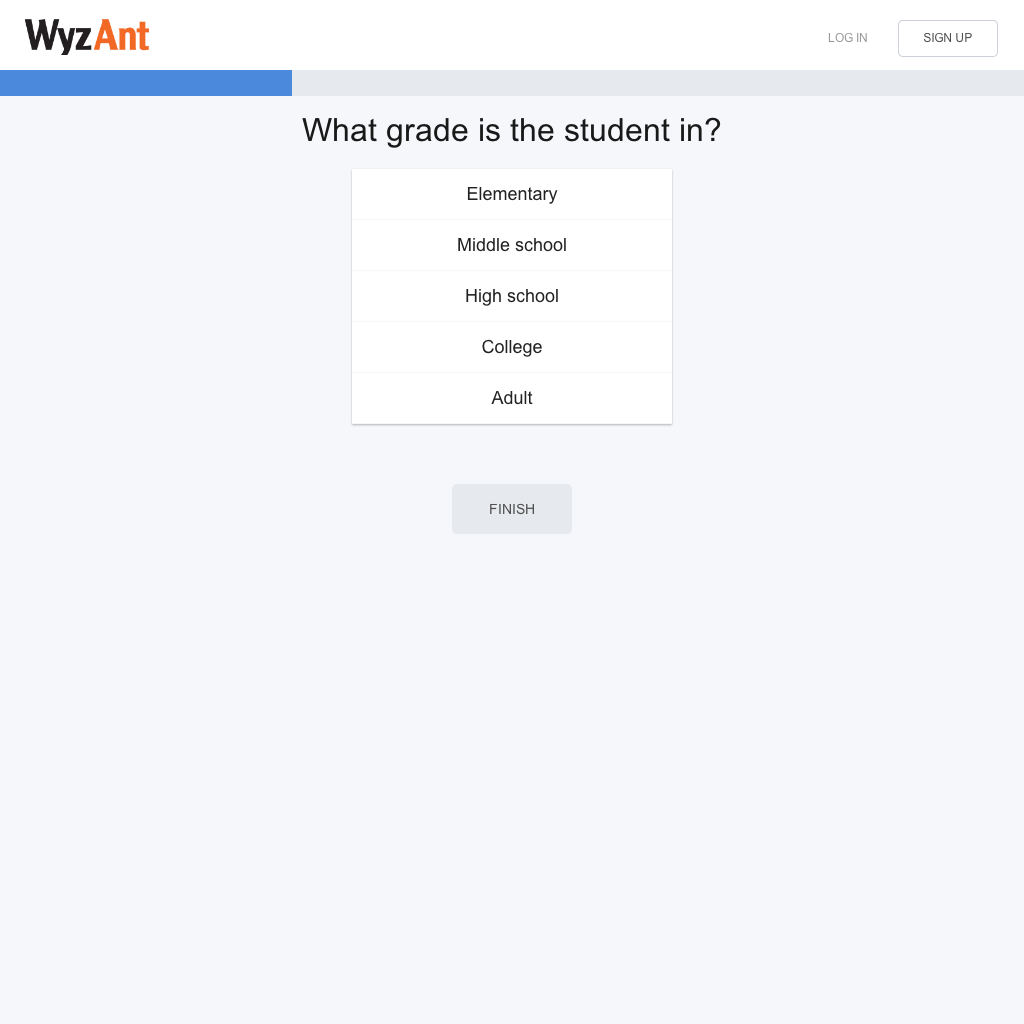 WyzAnt
LOG IN
SIGN UP
What grade is the student in?
Elementary
Middle school
High school
College
Adult
FINISH